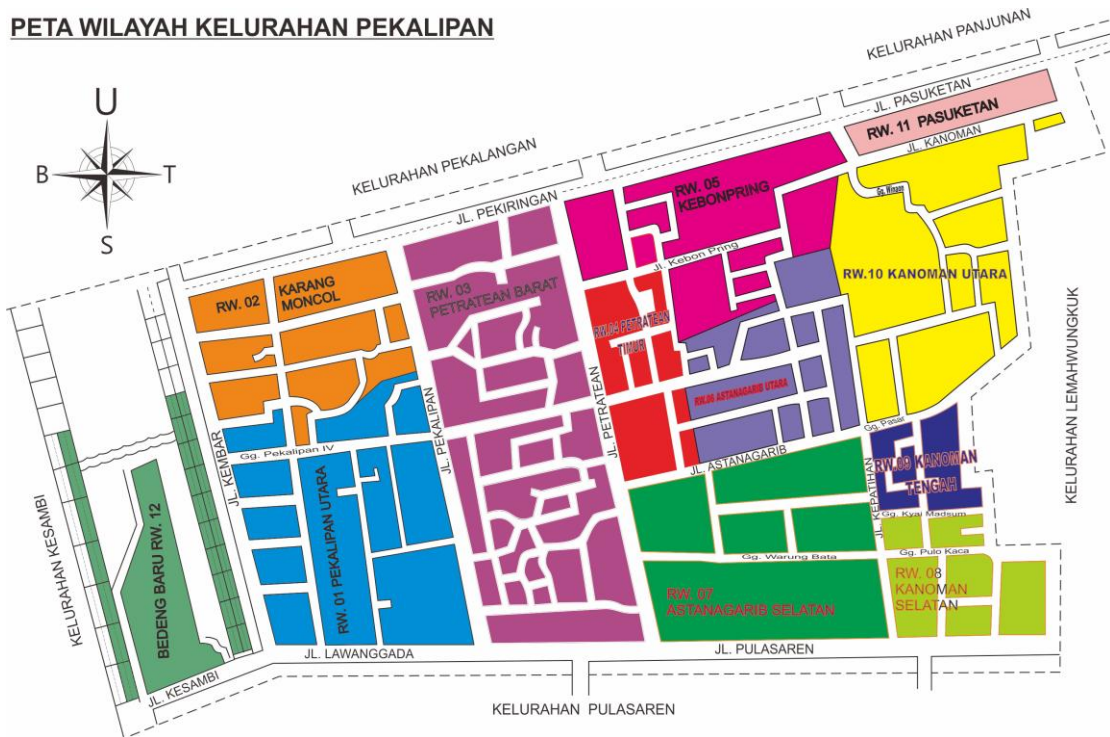 PETA WILAYAH KELURAHAN PEKALIPAN
U
B
T
S
KELURAHAN PANJUNAN
JL. PASUKETAN
RW. 11 PASUKETAN
JL. KANOMAN
KELURAHAN PEKALANGAN
JL. PEKIRINGAN
RW. 05
KEBONPRING
Gg. Winaon
Jl. Kebon Pring
RW. 02
KARANG
MONCOL
RW. 03
PETRATEAN BARAT
RW.04 PETRATEAN
TIMUR
RW.10 KANOMAN UTARA
RW.06 ASTANAGARIB UTARA
JL. PETRATEAN
JL. PEKALIPAN
JL. KEMBAR
Gg. Pekalipan IV
Gg. Pasar
JL. ASTANAGARIB
JL. KEPATIHAN
RW.09 KANOMAN
TENGAH
Gg. Kyai Madsum
Gg. Pulo Kaca
Gg. Warung Bata
KELURAHAN LEMAHWUNGKUK
KELURAHAN KESAMBI
BEDENG BARU RW. 12
RW. 01 PEKALIPAN UTARA
RW. 07
ASTANAGARIB SELATAN
RW. 08
KANOMAN
SELATAN
JL. LAWANGGADA
JL. PULASAREN
JL. KESAMBI
KELURAHAN PULASAREN